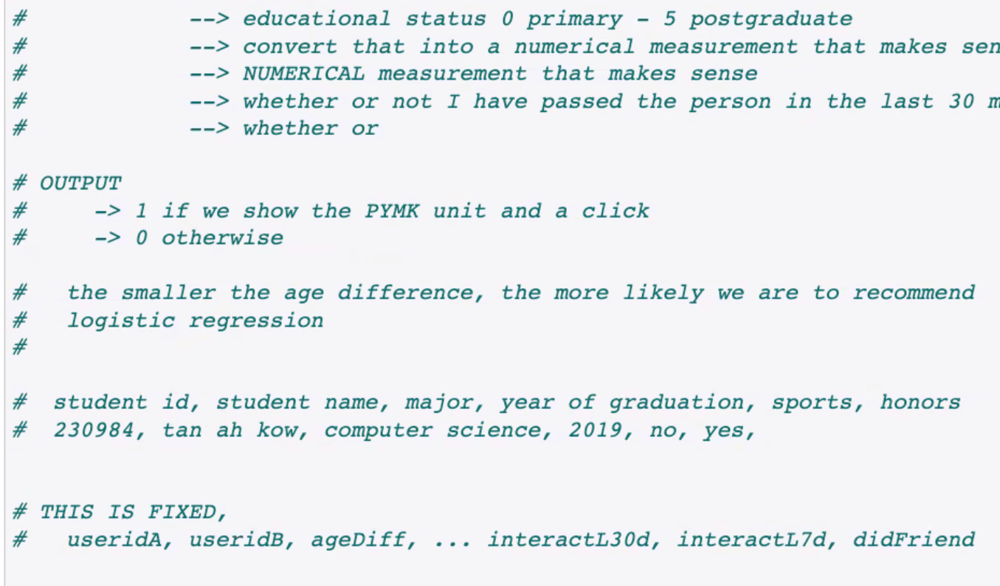 #            --> educational status 0 primary - 5 postgraduate
#            --> convert that into a numerical measurement that makes
#            --> NUMERICAL measurement that makes sense
#            --> whether or not I have passed the person in the last 30
#            --> whether or
# OUTPUT
#     -> 1 if we show the PYMK unit and a click
#     -> 0 otherwise
#   the smaller the age difference, the more likely we are to recommend
#   logistic regression
#
#  student id, student name, major, year of graduation, sports, honors
#  230984, tan ah kow, computer science, 2019, no, yes,
# THIS IS FIXED,
#   useridA, useridB, ageDiff, ... interactL30d, interactL7d, didFriend